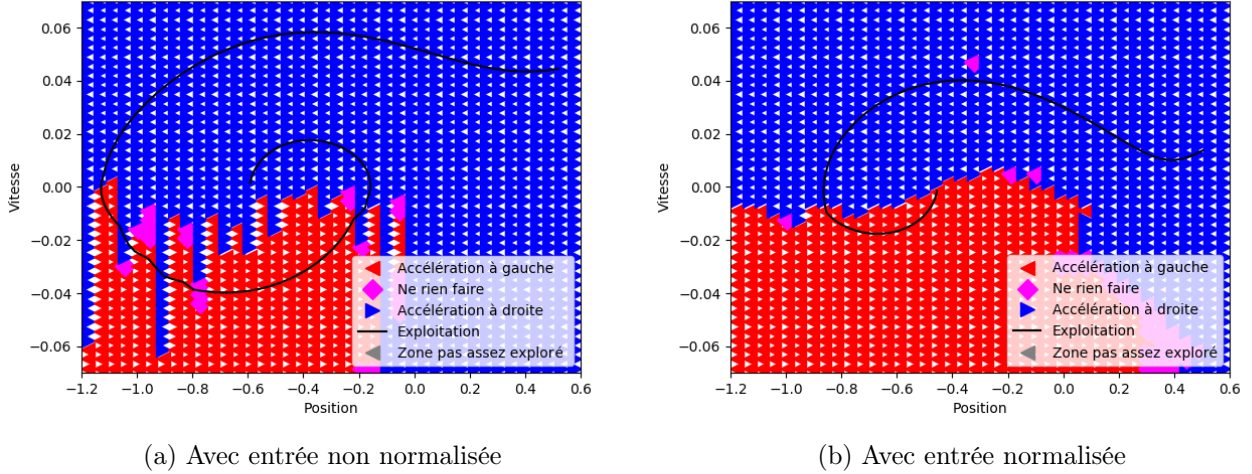 0.06
0.04
0.02
0.00
−0.02
−0.04
−0.06
Vitesse
−1.2 −1.0 −0.8 −0.6 −0.4 −0.2 0.0 0.2 0.4 0.6
Position
Accélération à gauche
Ne rien faire
Accélération à droite
Exploitation
Zone pas assez exploré
(a) Avec entrée non normalisée
0.06
0.04
0.02
0.00
−0.02
−0.04
−0.06
Vitesse
−1.2 −1.0 −0.8 −0.6 −0.4 −0.2 0.0 0.2 0.4 0.6
Position
Accélération à gauche
Ne rien faire
Accélération à droite
Exploitation
Zone pas assez exploré
(b) Avec entrée normalisée